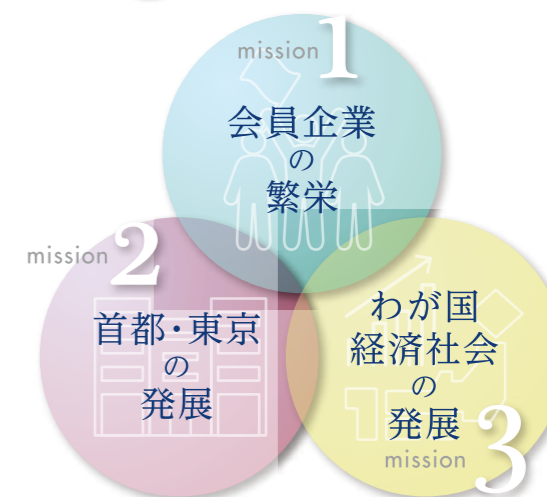 mission 1
会員企業
の
繁栄
mission 2
首都・東京
の
発展
わが国
経済社会
の
発展
mission 3